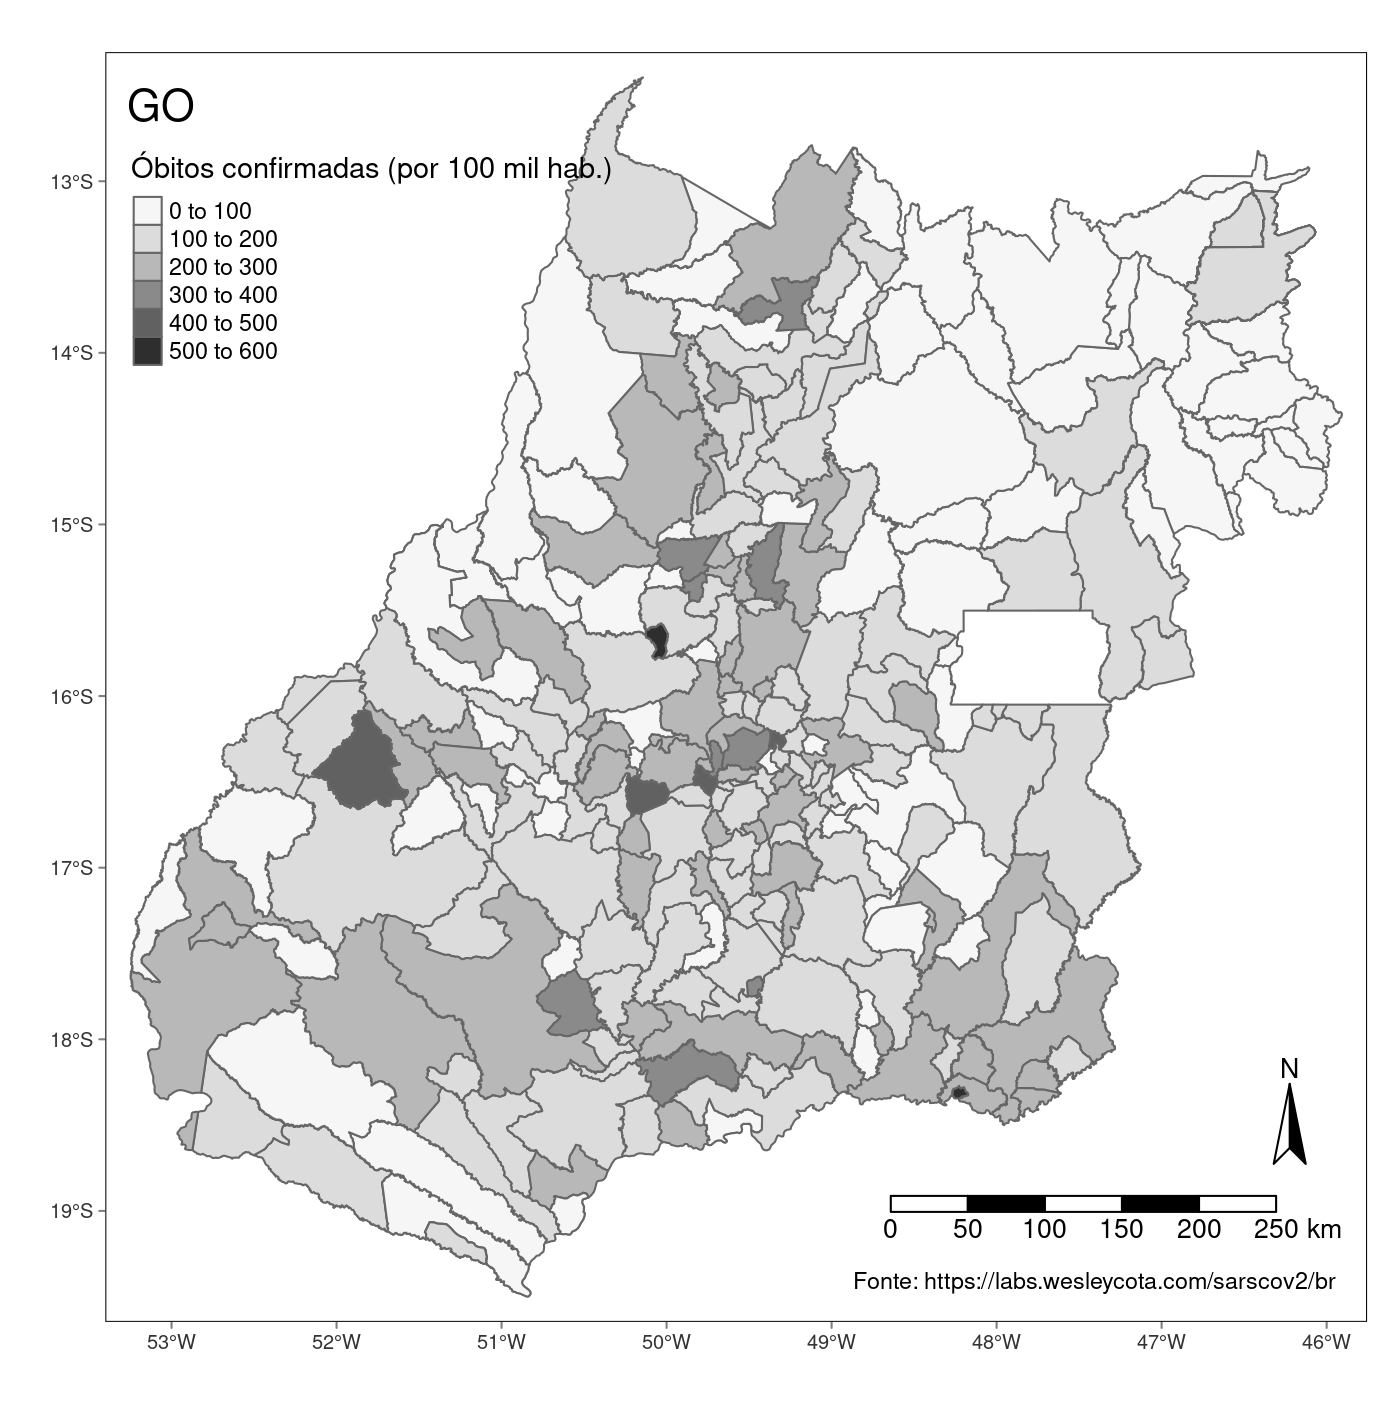 GO
Óbitos confirmadas (por 100 mil hab.)
0 to 100
100 to 200
200 to 300
300 to 400
400 to 500
500 to 600
13°S
14°S
15°S
16°S
17°S
18°S
19°S
N
0 50 100 150 200 250 km
Fonte: https://labs.wesleycota.com/sarscov2/br
53°W 52°W 51°W 50°W 49°W 48°W 47°W 46°W